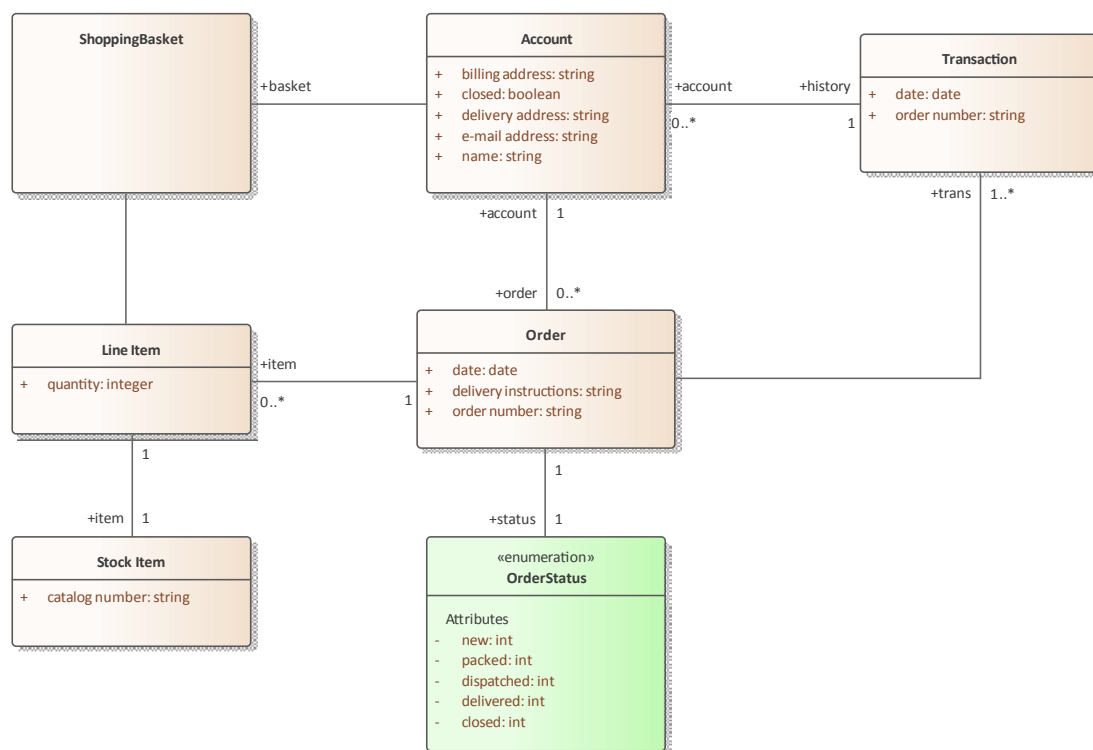 ShoppingBasket
+basket
Account
+ billing address: string
+ closed: boolean
+ delivery address: string
+ e-mail address: string
+ name: string
+account
0..*
+history
1
Transaction
+ date: date
+ order number: string
+trans
1..*
+account
1
+order
0..*
Line Item
+ quantity: integer
+item
0..*
1
Order
+ date: date
+ delivery instructions: string
+ order number: string
1
+item
1
Stock Item
+ catalog number: string
1
+status
1
«enumeration»
OrderStatus
Attributes
- new: int
- packed: int
- dispatched: int
- delivered: int
- closed: int